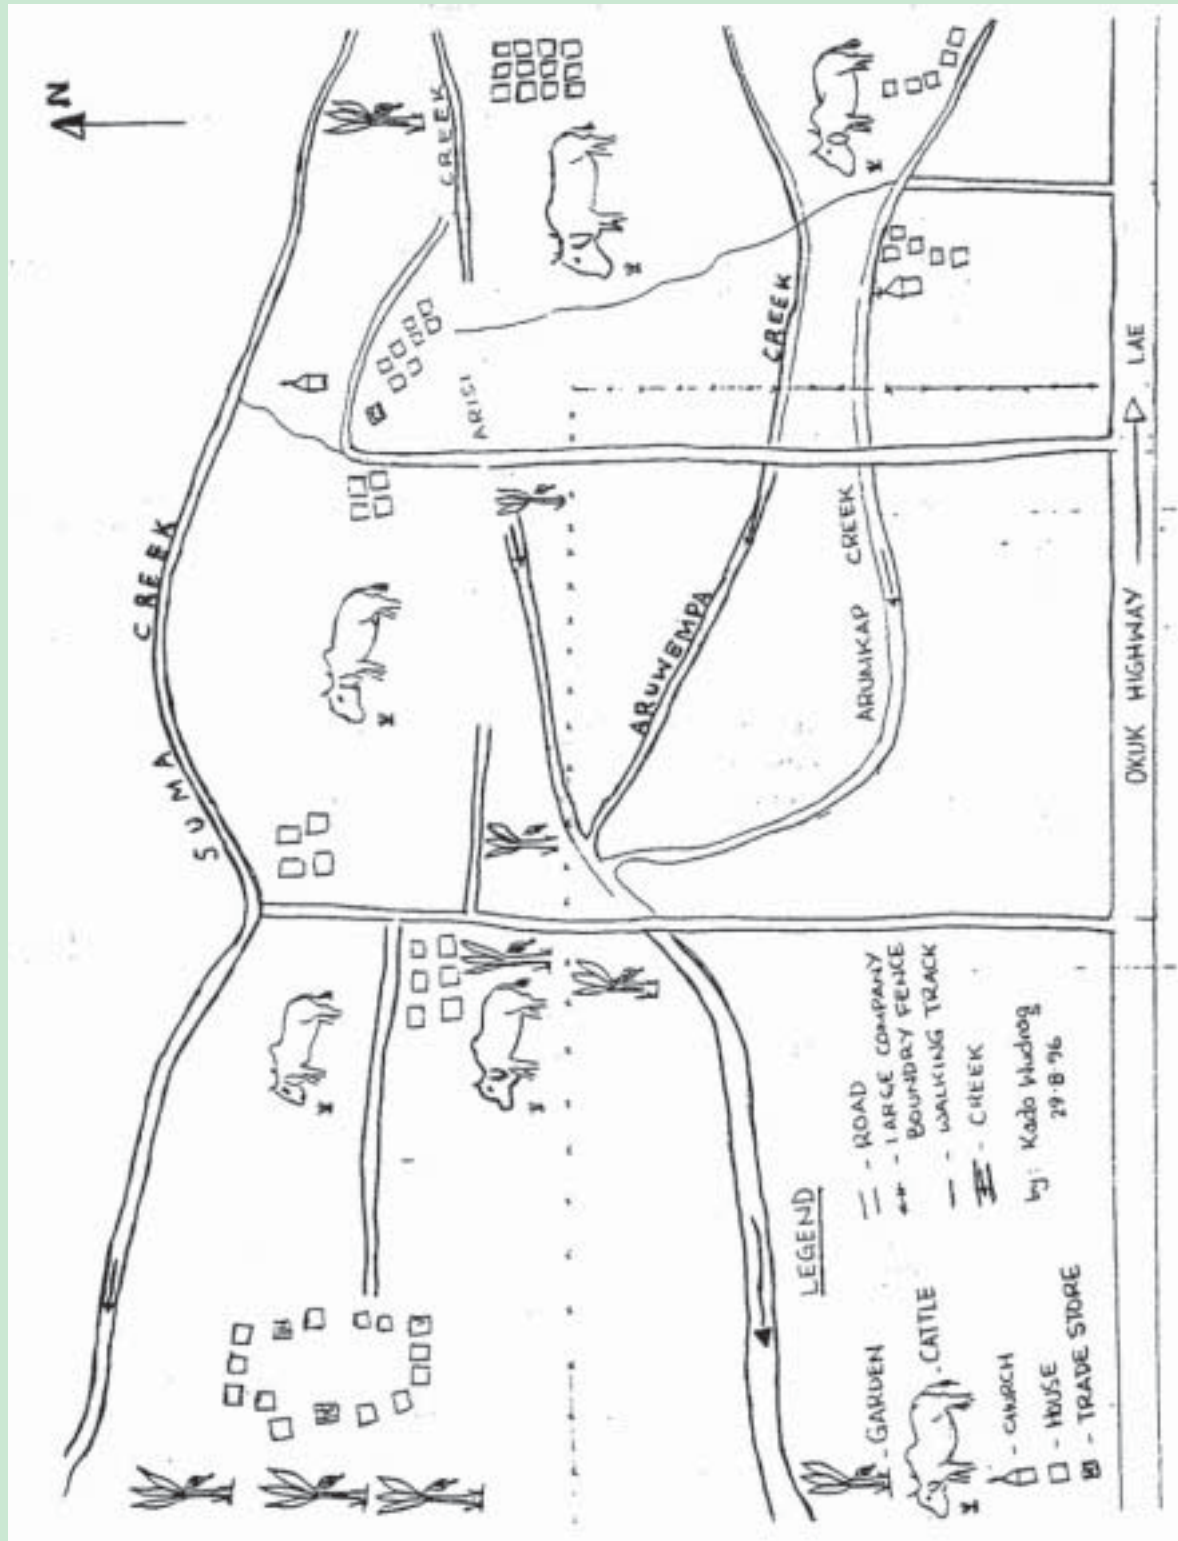 N
SUMA CREEK
CREEK
ARISI
CREEK
ARUWEMPA
ARUMKAP CREEK
OKUK HIGHWAY
LAE
LEGEND
GARDEN
CATTLE
CHURCH
HOUSE
TRADE STORE
ROAD
LARGE COMPANY
BOUNDRY FENCE
WALKING TRACK
CREEK
by: Kado
29.8.96